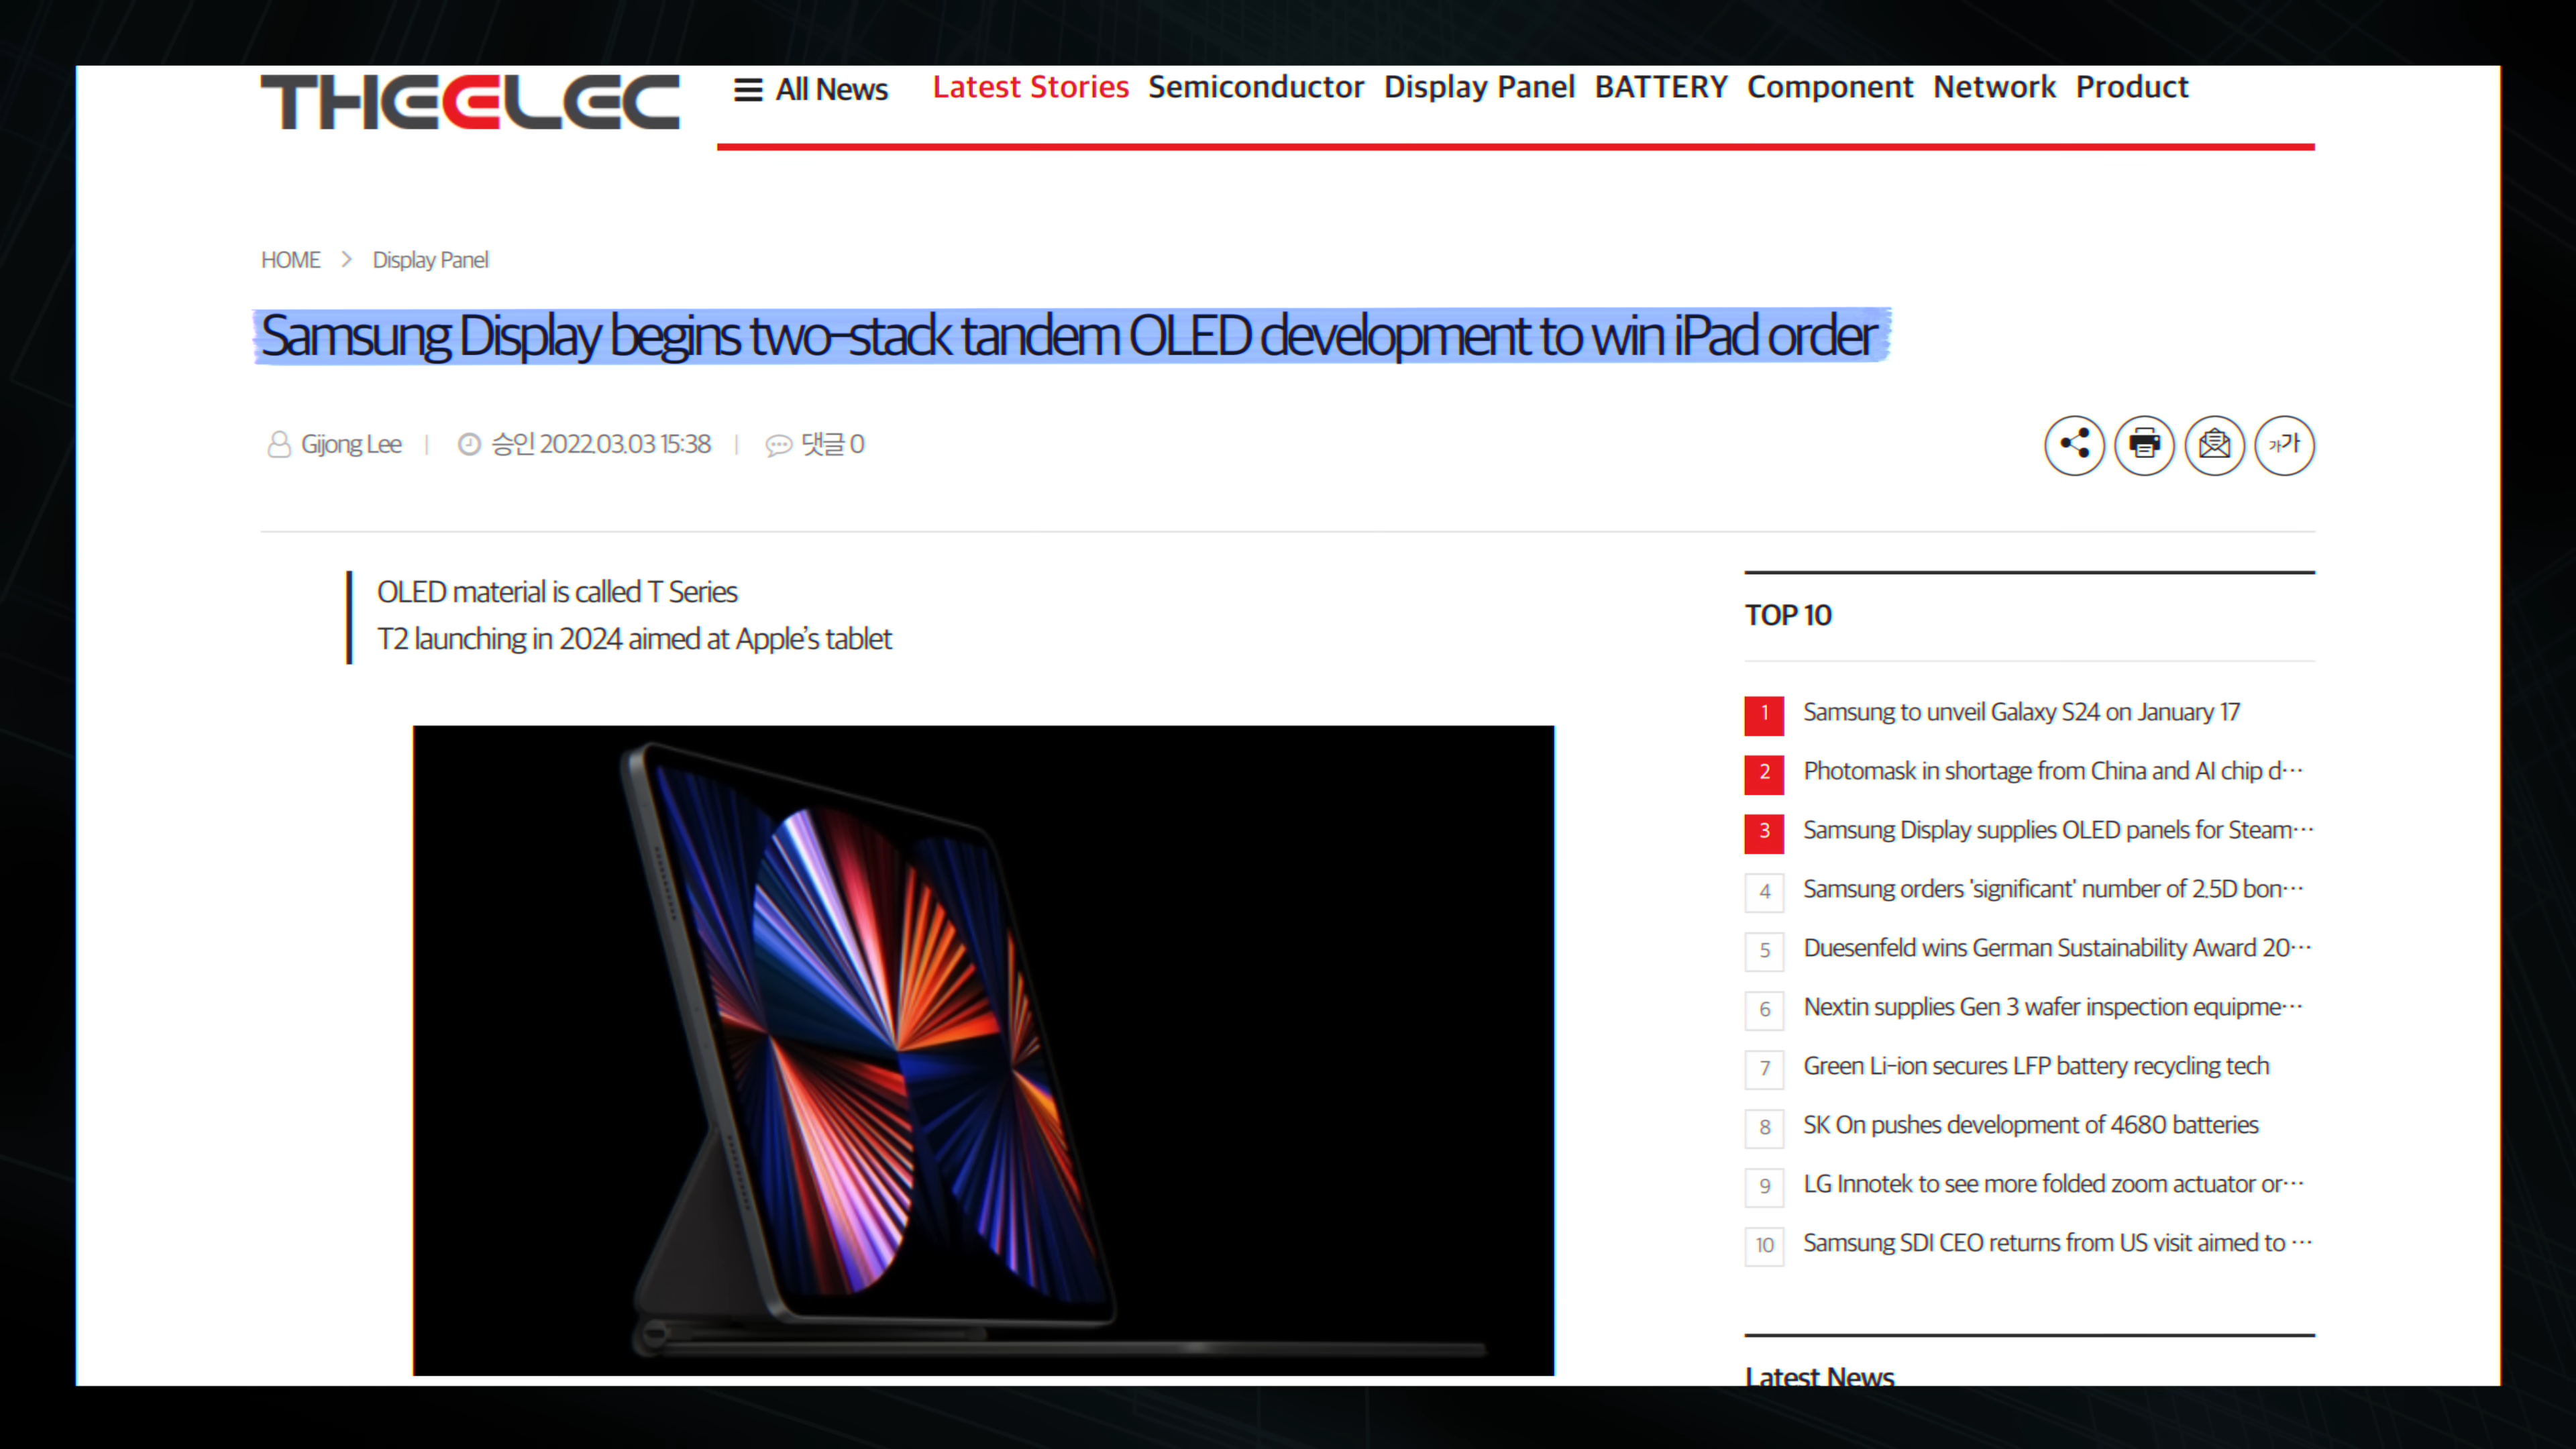 THEELEC
All News Latest Stories Semiconductor Display Panel BATTERY Component Network Product
HOME > Display Panel
Samsung Display begins two-stack tandem OLED development to win iPad order
Gijong Lee | 승인 2022.03.03 15:38 | 댓글 0
가가
OLED material is called T Series
T2 launching in 2024 aimed at Apple's tablet
TOP 10
1 Samsung to unveil Galaxy S24 on January 17
2 Photomask in shortage from China and AI chip d···
3 Samsung Display supplies OLED panels for Steam···
4 Samsung orders 'significant' number of 2.5D bon···
5 Duesenfeld wins German Sustainability Award 20···
6 Nextin supplies Gen 3 wafer inspection equipme···
7 Green Li-ion secures LFP battery recycling tech
8 SK On pushes development of 4680 batteries
9 LG Innotek to see more folded zoom actuator or···
10 Samsung SDI CEO returns from US visit aimed to ···
Latest News